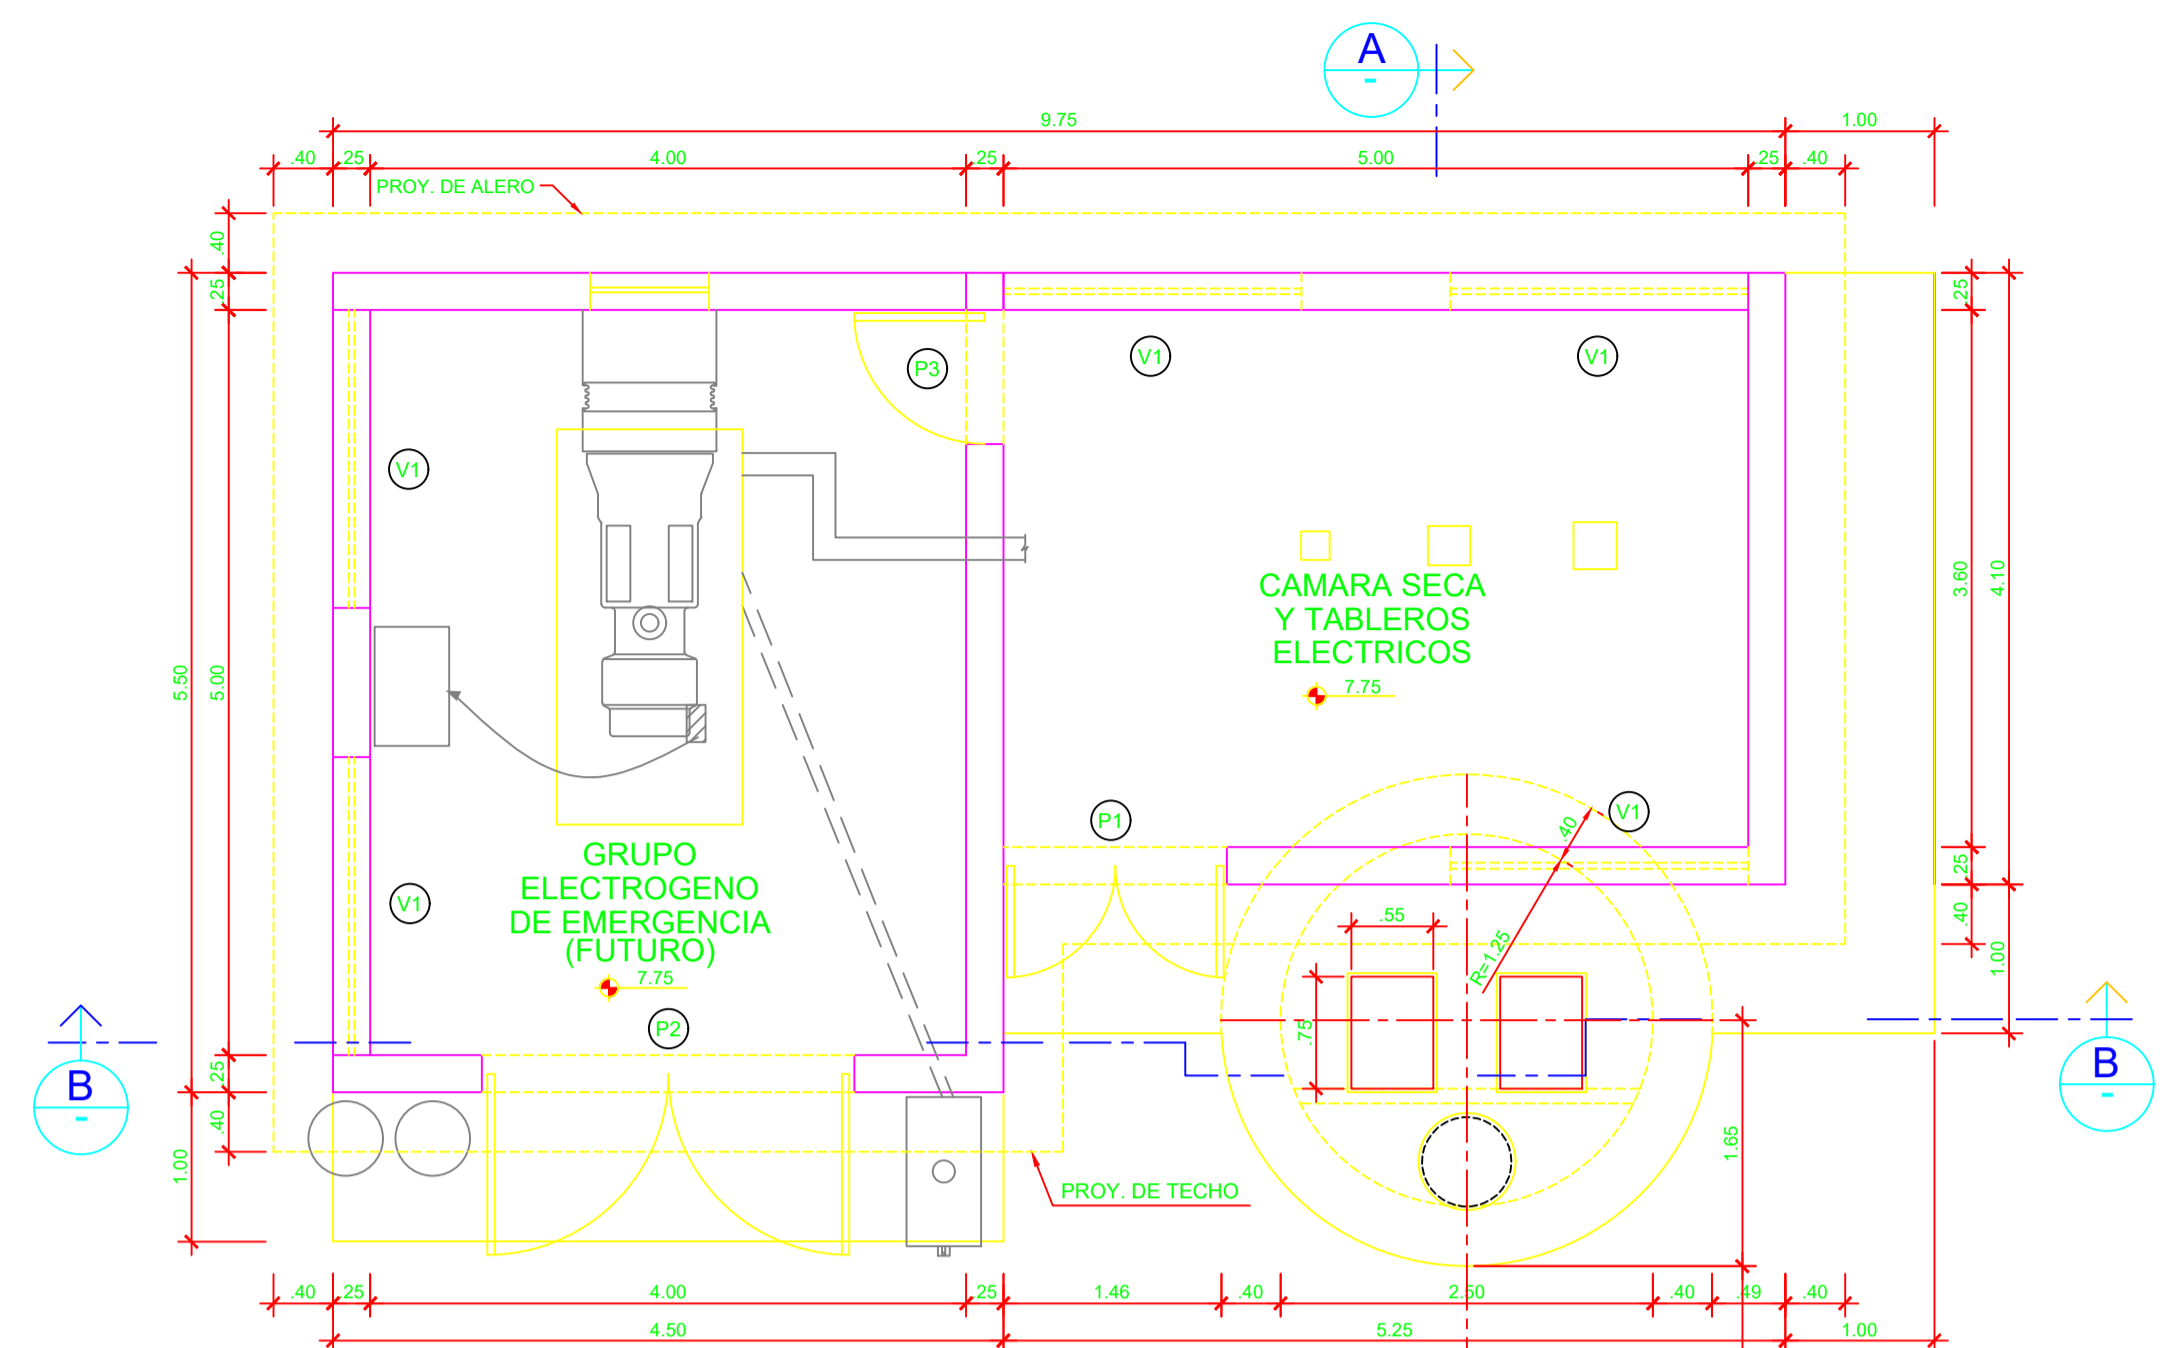 A
-
9.75
1.00
.40
.25
4.00
.25
5.00
.25
.40
PROY. DE ALERO
.40
.25
5.50
5.00
.25
.40
1.00
P3
V1
V1
V1
V1
V1
P1
P2
CAMARA SECA
Y TABLEROS
ELECTRICOS
7.75
GRUPO
ELECTROGENO
DE EMERGENCIA
(FUTURO)
7.75
.25
3.60
4.10
.25
.40
1.00
.40
R=1.25
.55
.75
1.65
B
-
B
-
PROY. DE TECHO
.40
.25
4.00
.25
1.46
.40
2.50
.40
.49
.40
4.50
5.25
1.00